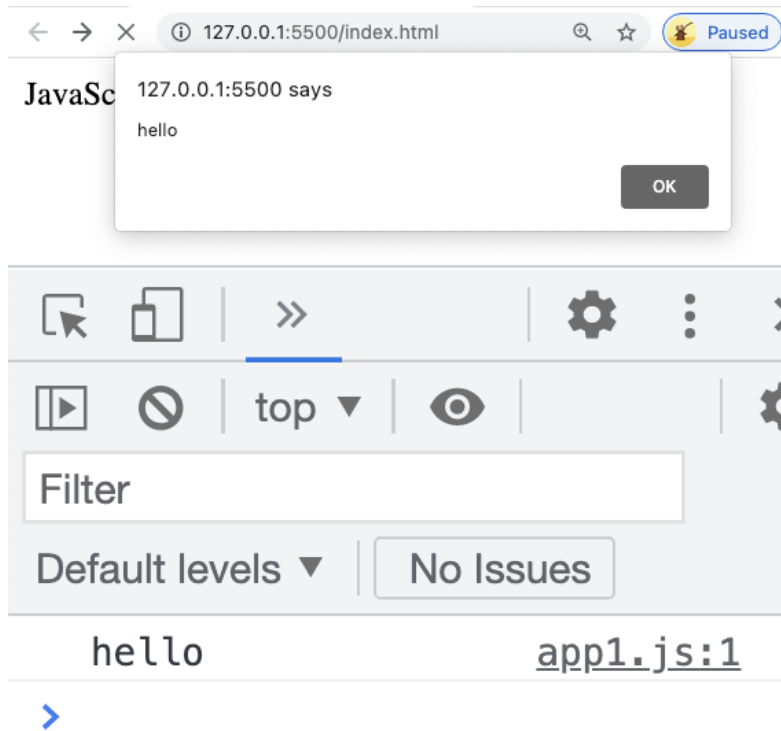 127.0.0.1:5500/index.html Paused
JavaSc
127.0.0.1:5500 says
hello
OK
top
Filter
Default levels No Issues
hello app1.js:1